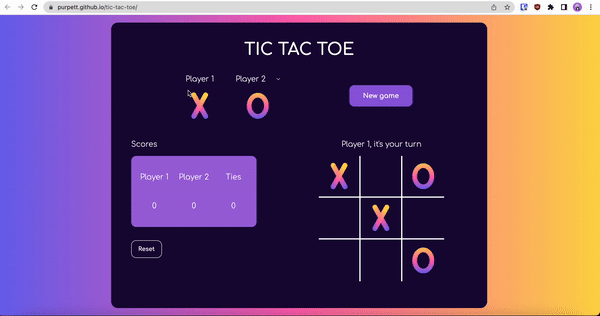 purpett.github.io/tic-tac-toe/
TIC TAC TOE
Player 1 Player 2
X O
New game
Scores
Player 1, it's your turn
Player 1 Player 2 Ties
0 0 0
Reset
X O
X
O